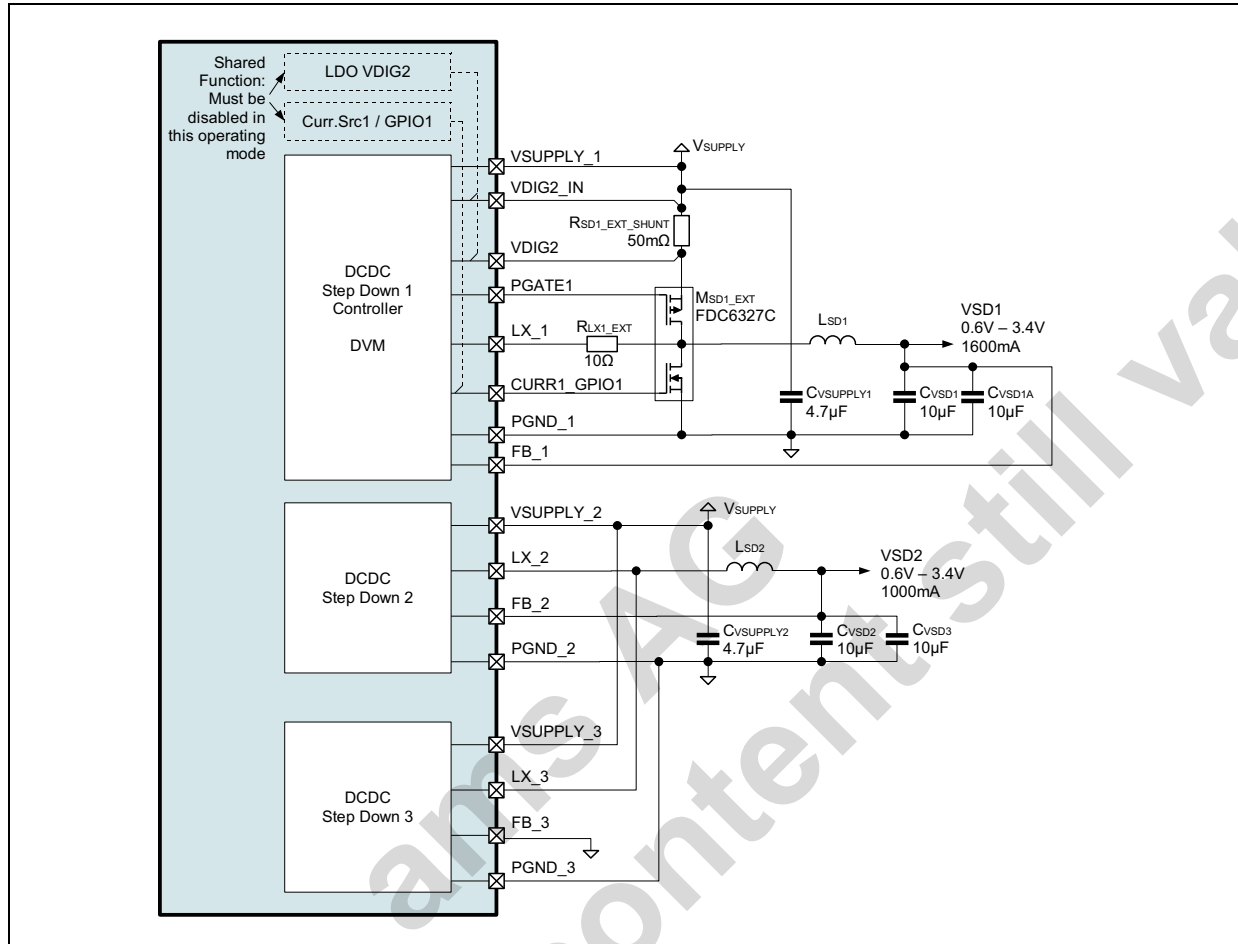 Shared
Function:
Must be
disabled in
this operating
mode
LDO VDIG2
Curr.Src1 / GPIO1
DCDC
Step Down 1
Controller
DVM
VSUPPLY_1
VDIG2_IN
VDIG2
PGATE1
LX_1
CURR1_GPIO1
PGND_1
FB_1
VSUPPLY
RSD1_EXT_SHUNT
50mΩ
MSD1_EXT
FDC6327C
RLX1_EXT
10Ω
LSD1
VSD1
0.6V – 3.4V
1600mA
CVSUPPLY1
4.7µF
CVSD1
10µF
CVSD1A
10µF
DCDC
Step Down 2
VSUPPLY_2
LX_2
FB_2
PGND_2
VSUPPLY
LSD2
VSD2
0.6V – 3.4V
1000mA
CVSUPPLY2
4.7µF
CVSD2
10µF
CVSD3
10µF
DCDC
Step Down 3
VSUPPLY_3
LX_3
FB_3
PGND_3
ams AG
content still va